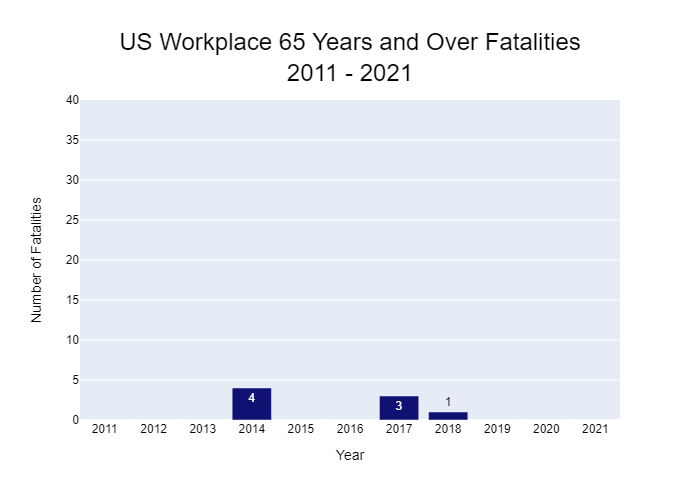 US Workplace 65 Years and Over Fatalities
2011 - 2021
40
35
30
25
20
15
10
5
0
Number of Fatalities
4
3
1
2011 2012 2013 2014 2015 2016 2017 2018 2019 2020 2021
Year